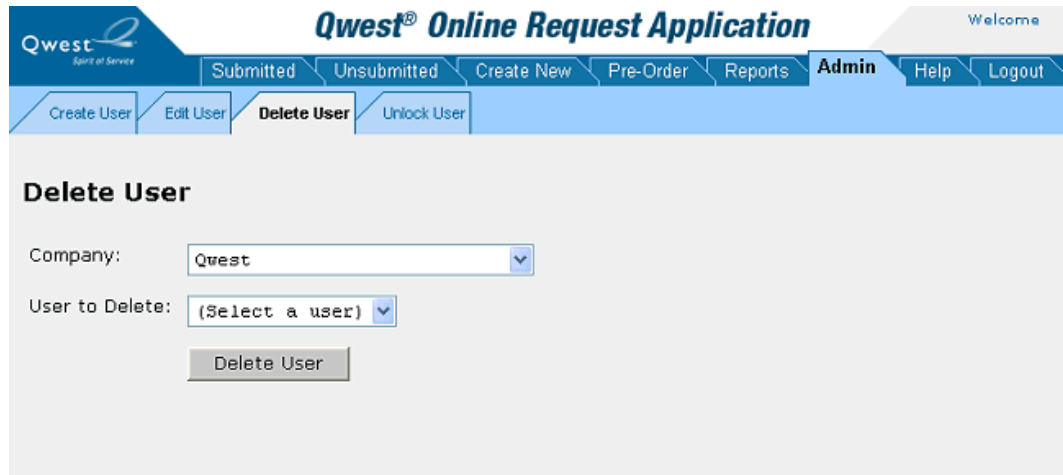 Qwest® Online Request Application
Welcome
Qwest
Spirit of Service
Submitted Unsubmitted Create New Pre-Order Reports Admin Help Logout
Create User Edit User Delete User Unlock User
Delete User
Company: Qwest
User to Delete: (Select a user)
Delete User